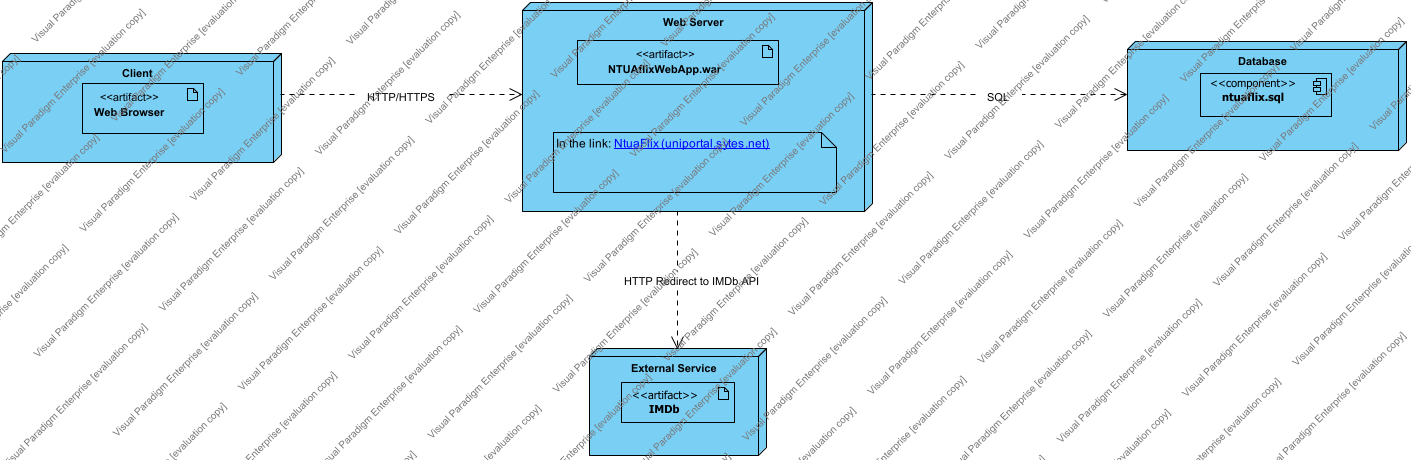 Web Server
<<artifact>>
NTUAflixWebApp.war
Client
<<artifact>>
Web Browser
HTTP/HTTPS
In the link: NtuaFlix (uniportal.sytes.net)
SQL
Database
<<component>>
ntuaflix.sql
HTTP Redirect to IMDb API
External Service
<<artifact>>
IMDb
Visual Paradigm Enterprise [evaluation copy]